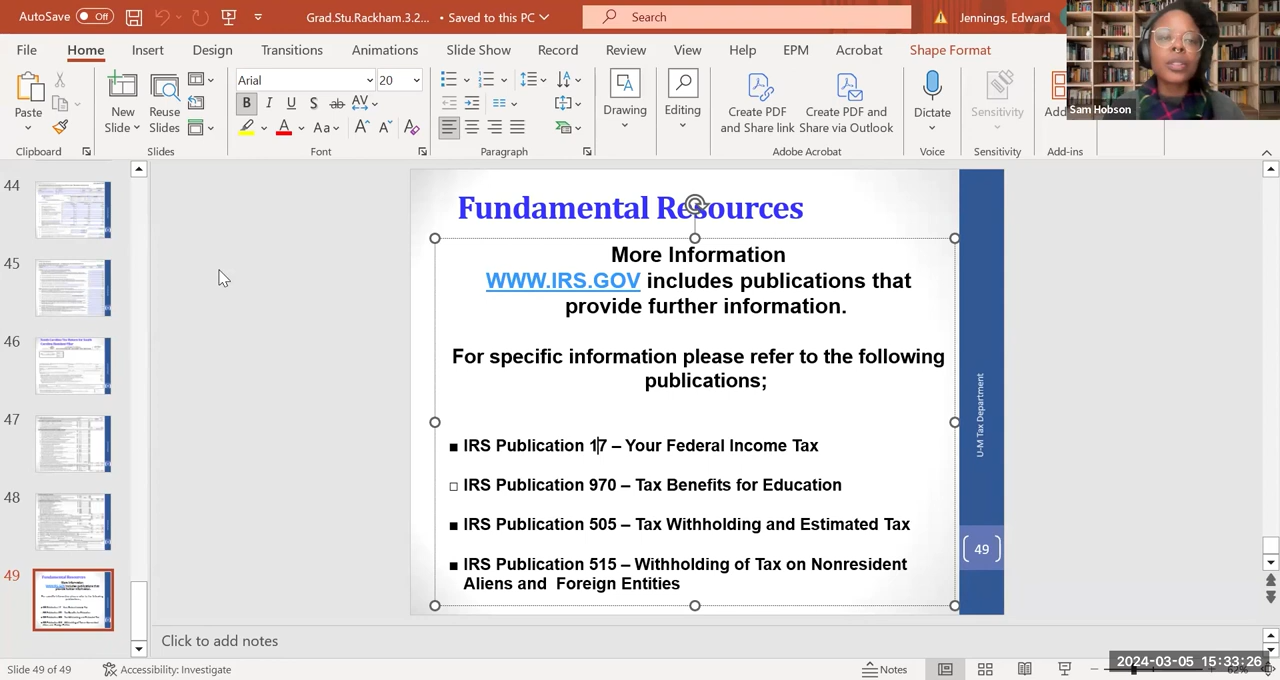 AutoSave Off
Grad.Stu.Rackham.3.2... • Saved to this PC
Search
Jennings, Edward
File Home Insert Design Transitions Animations Slide Show Record Review View Help EPM Acrobat Shape Format
Paste
New Slide
Reuse Slides
Arial 20
B I U S ab AV
A Aa A A A
Drawing
Editing
Create PDF and Share link
Create PDF and Share via Outlook
Dictate
Sensitivity
Sam Hobson
Clipboard Slides Font Paragraph Adobe Acrobat Voice Sensitivity Add-ins
44
45
46
47
48
49
Fundamental Resources
More Information
WWW.IRS.GOV includes publications that
provide further information.
For specific information please refer to the following
publications;
■ IRS Publication 17 – Your Federal Income Tax
□ IRS Publication 970 – Tax Benefits for Education
■ IRS Publication 505 – Tax Withholding and Estimated Tax
■ IRS Publication 515 – Withholding of Tax on Nonresident
Aliens and Foreign Entities
U-M Tax Department
49
Click to add notes
Slide 49 of 49
Accessibility: Investigate
Notes
2024-03-05 15:33:26